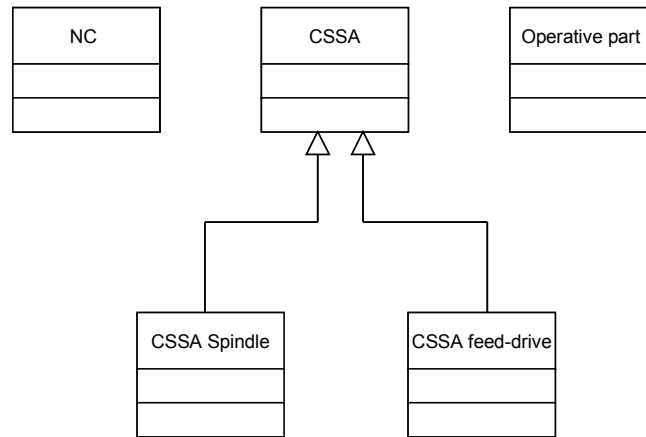 NC
CSSA
Operative part
CSSA Spindle
CSSA feed-drive